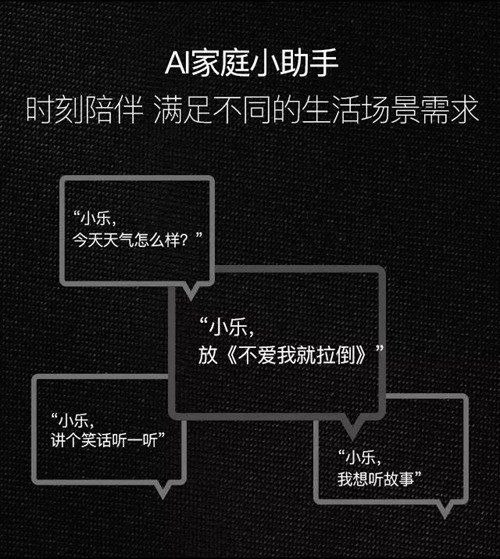 AI家庭小助手
时刻陪伴 满足不同的生活场景需求
“小乐，
今天天气怎么样？”
“小乐，
放《不爱我就拉倒》”
“小乐，
讲个笑话听一听”
“小乐，
我想听故事”